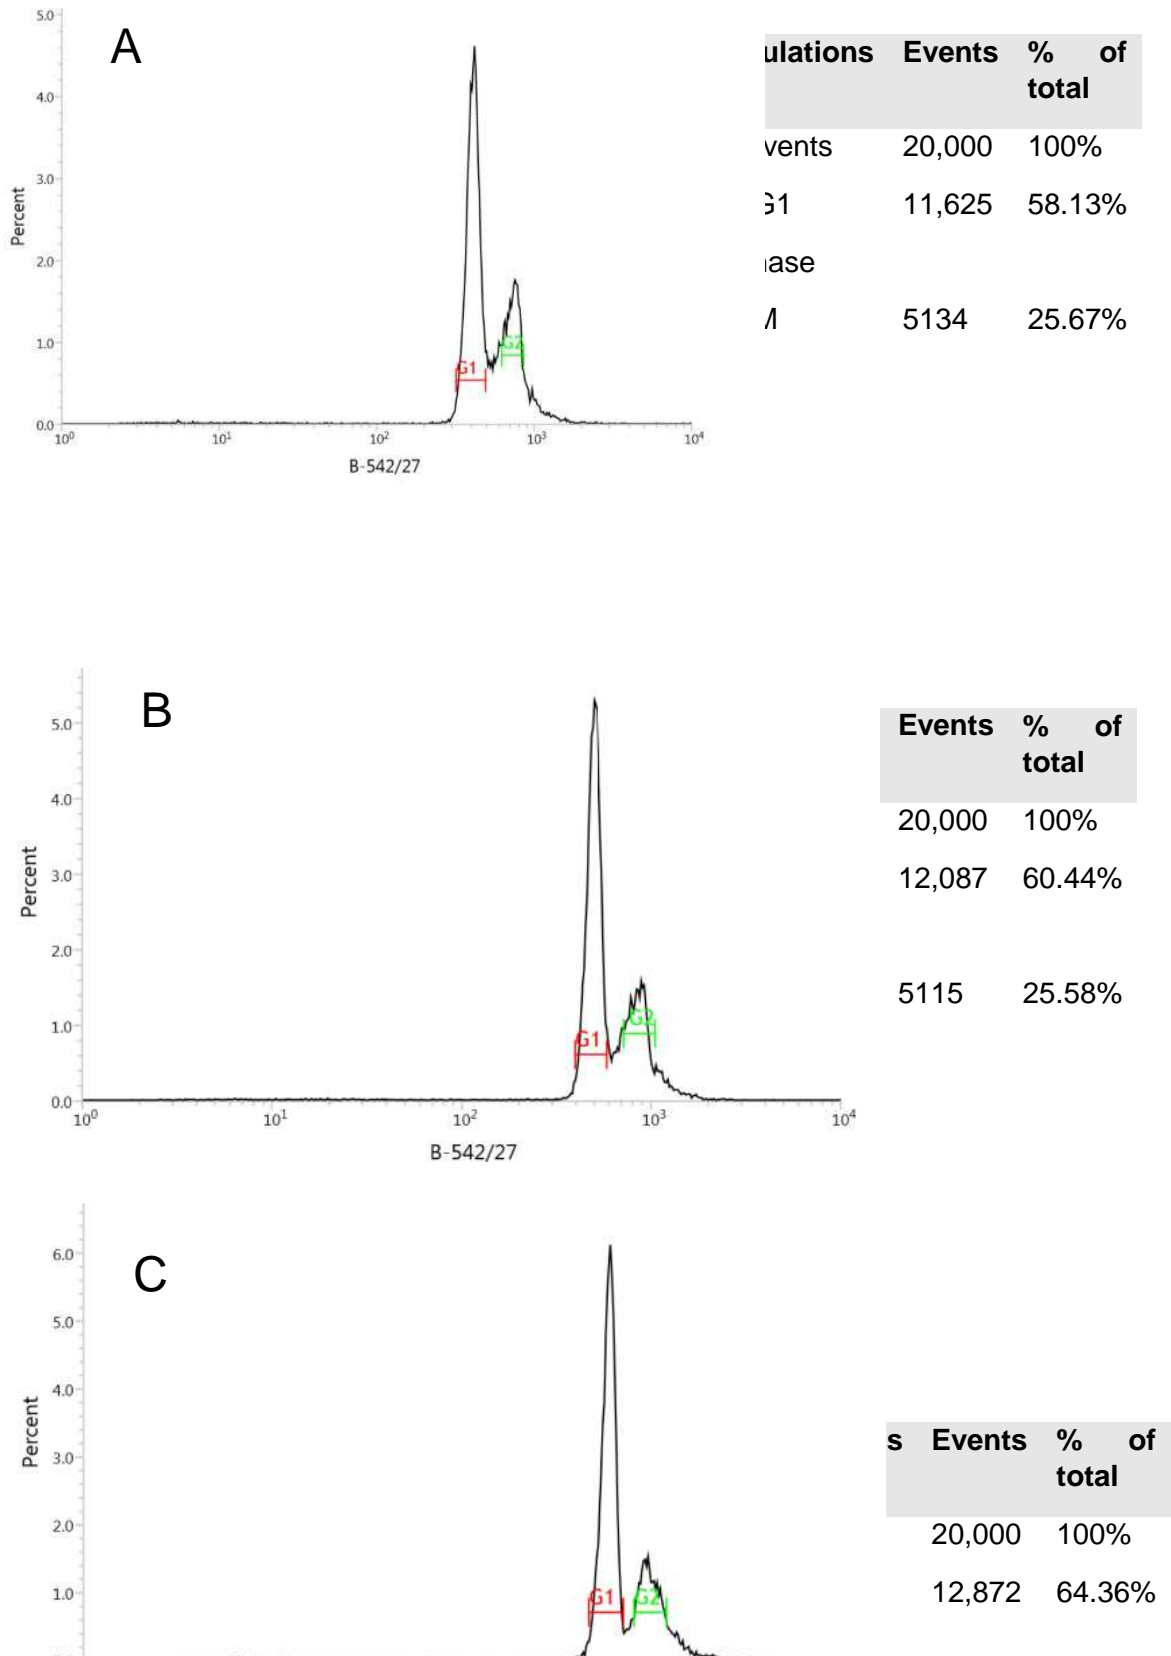 A
5.0
4.0
3.0
2.0
1.0
0.0
Percent
G1
G2
10⁰ 10¹ 10² 10³ 10⁴
B-542/27
ulations Events % of
total
vents 20,000 100%
G1 11,625 58.13%
ase
M 5134 25.67%
B
5.0
4.0
3.0
2.0
1.0
0.0
Percent
G1
G2
10⁰ 10¹ 10² 10³ 10⁴
B-542/27
Events % of
total
20,000 100%
12,087 60.44%
5115 25.58%
C
6.0
5.0
4.0
3.0
2.0
1.0
Percent
G1
G2
s Events % of
total
20,000 100%
12,872 64.36%